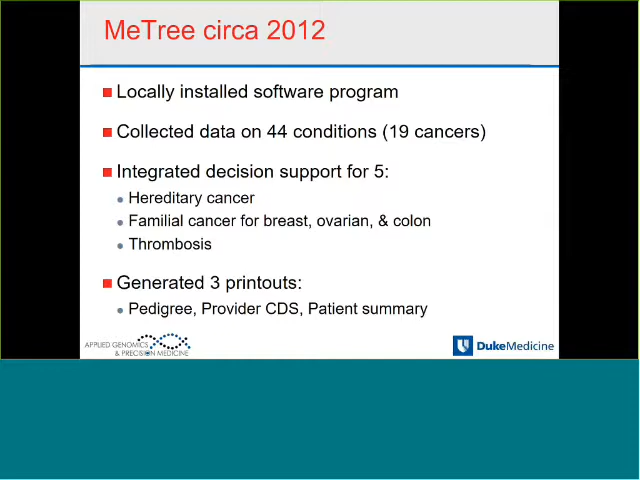 MeTree circa 2012
Locally installed software program
Collected data on 44 conditions (19 cancers)
Integrated decision support for 5:
Hereditary cancer
Familial cancer for breast, ovarian, & colon
Thrombosis
Generated 3 printouts:
Pedigree, Provider CDS, Patient summary
APPLIED GENOMICS
& PRECISION MEDICINE
DukeMedicine